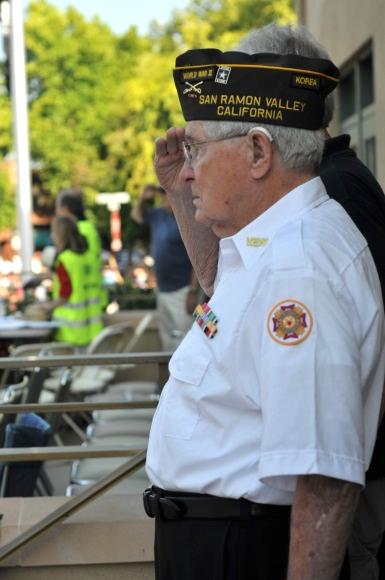 WORLD WAR II
KOREA
SAN RAMON VALLEY
CALIFORNIA